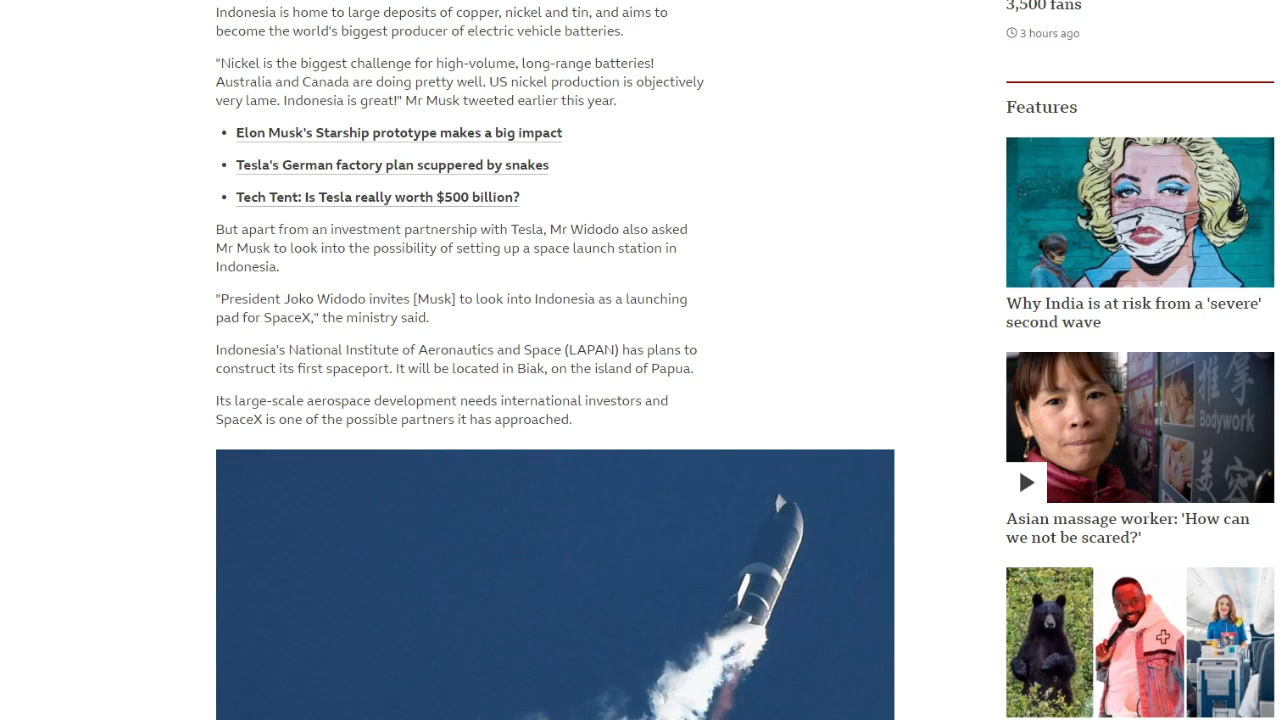 Indonesia is home to large deposits of copper, nickel and tin, and aims to
become the world's biggest producer of electric vehicle batteries.
"Nickel is the biggest challenge for high-volume, long-range batteries!
Australia and Canada are doing pretty well. US nickel production is objectively
very lame. Indonesia is great!" Mr Musk tweeted earlier this year.
• Elon Musk's Starship prototype makes a big impact
• Tesla's German factory plan scuppered by snakes
• Tech Tent: Is Tesla really worth $500 billion?
But apart from an investment partnership with Tesla, Mr Widodo also asked
Mr Musk to look into the possibility of setting up a space launch station in
Indonesia.
"President Joko Widodo invites [Musk] to look into Indonesia as a launching
pad for SpaceX," the ministry said.
Indonesia's National Institute of Aeronautics and Space (LAPAN) has plans to
construct its first spaceport. It will be located in Biak, on the island of Papua.
Its large-scale aerospace development needs international investors and
SpaceX is one of the possible partners it has approached.
3,500 fans
3 hours ago
Features
Why India is at risk from a 'severe'
second wave
推拿
Bodywork
美容
Asian massage worker: 'How can
we not be scared?'